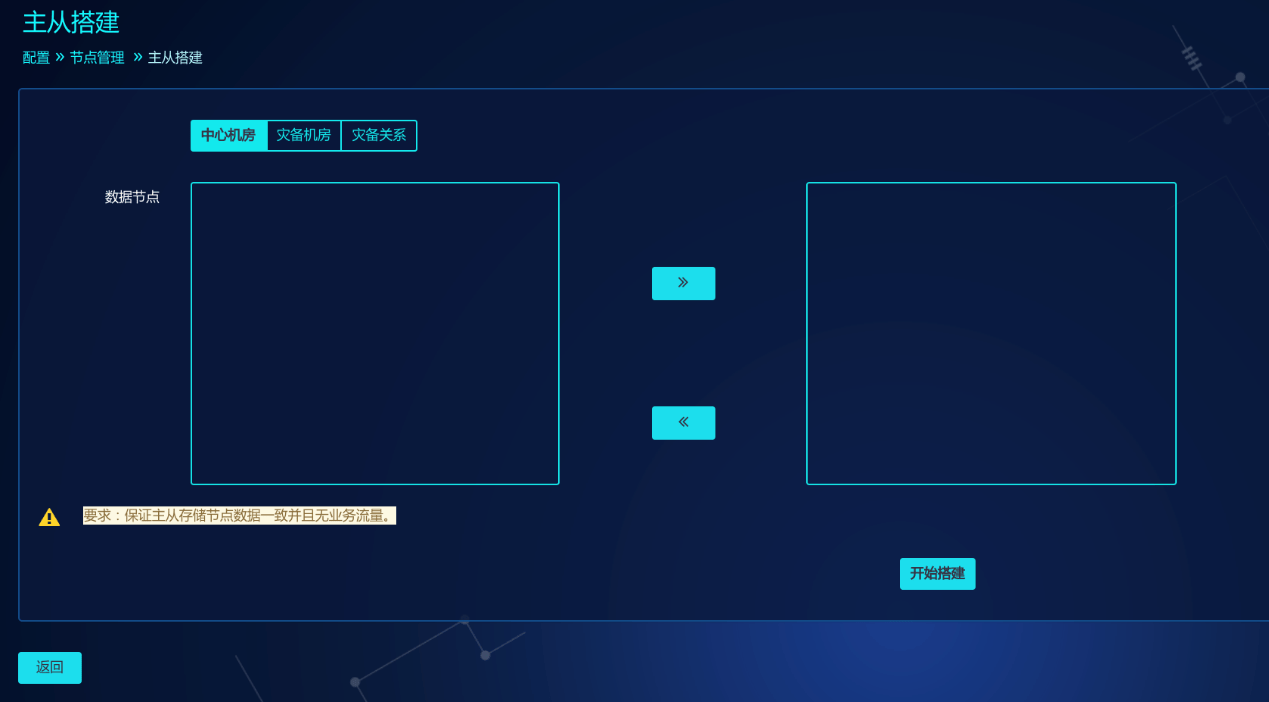 主从搭建
配置 » 节点管理 » 主从搭建
中心机房 灾备机房 灾备关系
数据节点
»
«
要求：保证主从存储节点数据一致并且无业务流量。
开始搭建
返回